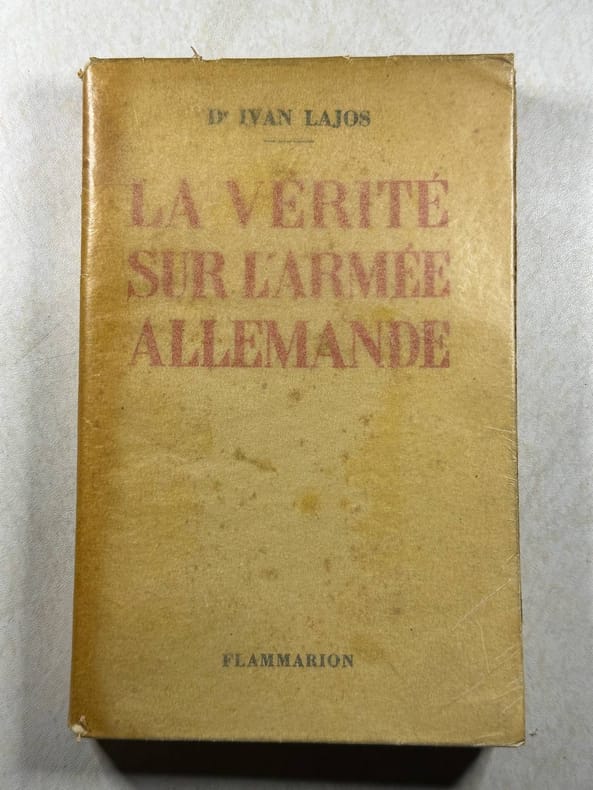 Dr IVAN LAJOS
LA VÉRITÉ
SUR L'ARMÉE
ALLEMANDE
FLAMMARION